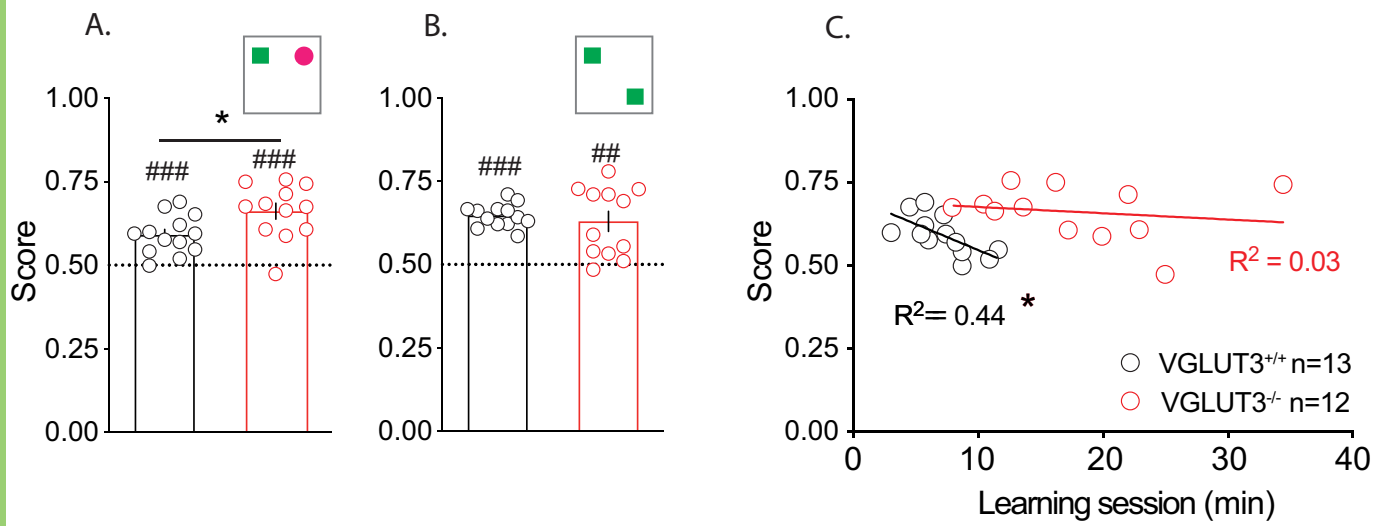 A.
*
###
###
1.00
0.75
0.50
0.25
0.00
Score
B.
###
##
1.00
0.75
0.50
0.25
0.00
C.
1.00
0.75
0.50
0.25
0.00
Score
R² = 0.03
R²== 0.44 *
VGLUT3+/+ n=13
VGLUT3-/- n=12
0 10 20 30 40
Learning session (min)